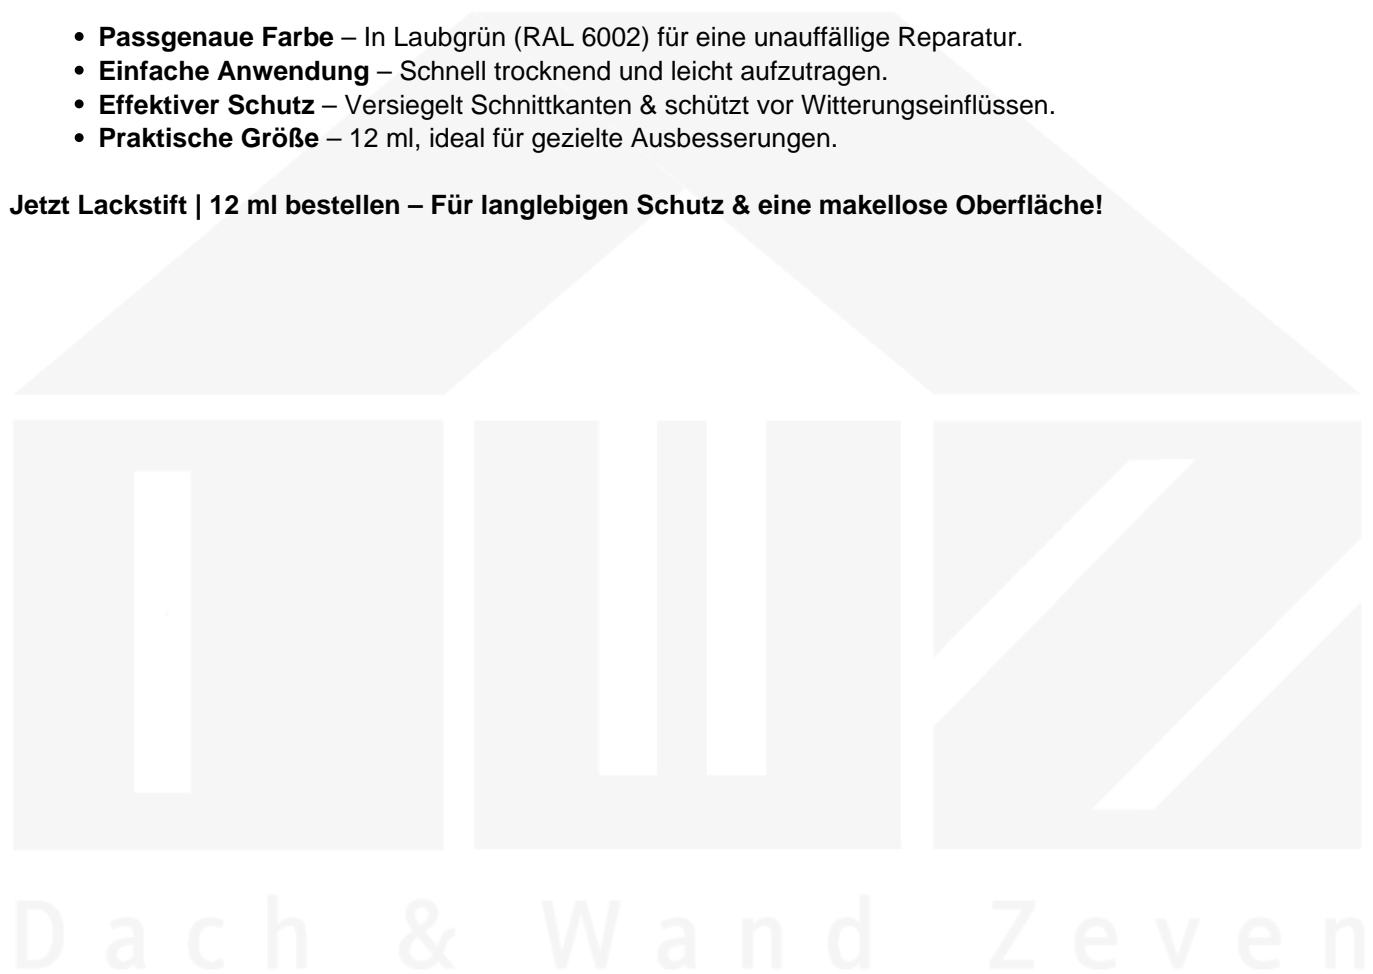 • Passgenaue Farbe – In Laubgrün (RAL 6002) für eine unauffällige Reparatur.
• Einfache Anwendung – Schnell trocknend und leicht aufzutragen.
• Effektiver Schutz – Versiegelt Schnittkanten & schützt vor Witterungseinflüssen.
• Praktische Größe – 12 ml, ideal für gezielte Ausbesserungen.
Jetzt Lackstift | 12 ml bestellen – Für langlebigen Schutz & eine makellose Oberfläche!
Dach & Wand Zeven